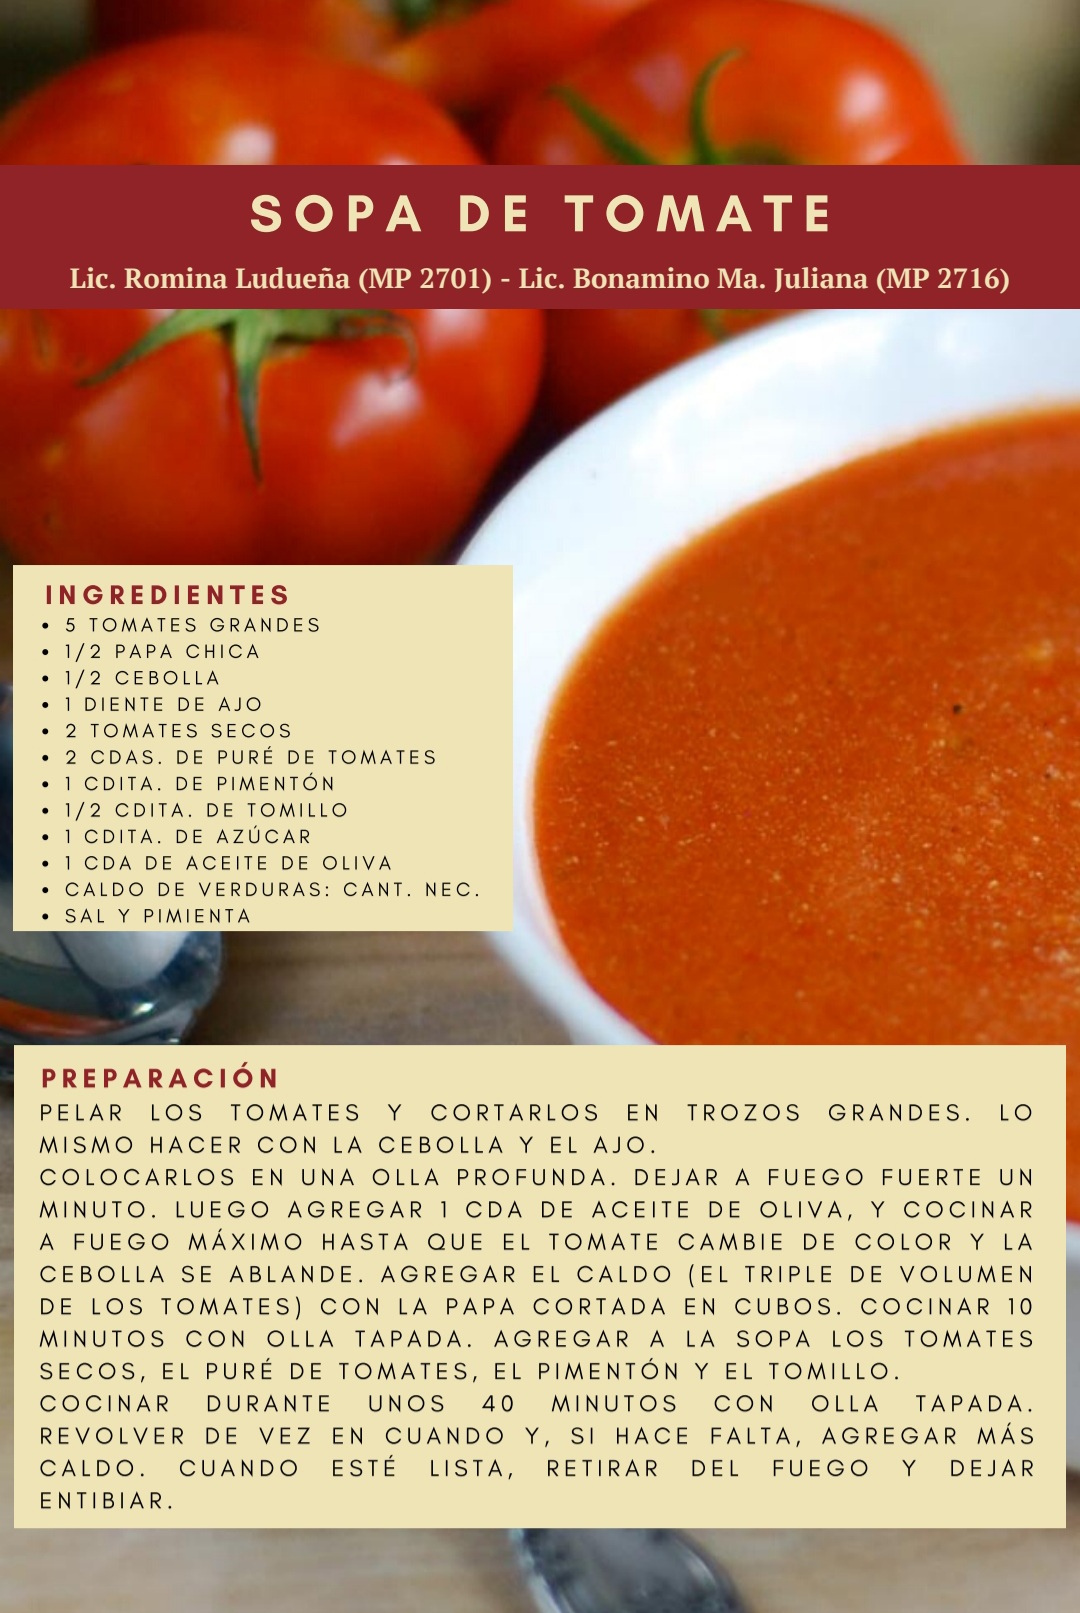 SOPA DE TOMATE
Lic. Romina Ludueña (MP 2701) - Lic. Bonamino Ma. Juliana (MP 2716)
INGREDIENTES
• 5 TOMATES GRANDES
• 1/2 PAPA CHICA
• 1/2 CEBOLLA
• 1 DIENTE DE AJO
• 2 TOMATES SECOS
• 2 CDAS. DE PURÉ DE TOMATES
• 1 CDITA. DE PIMENTÓN
• 1/2 CDITA. DE TOMILLO
• 1 CDITA. DE AZÚCAR
• 1 CDA DE ACEITE DE OLIVA
• CALDO DE VERDURAS: CANT. NEC.
• SAL Y PIMIENTA
PREPARACIÓN
PELAR LOS TOMATES Y CORTARLOS EN TROZOS GRANDES. LO
MISMO HACER CON LA CEBOLLA Y EL AJO.
COLOCARLOS EN UNA OLLA PROFUNDA. DEJAR A FUEGO FUERTE UN
MINUTO. LUEGO AGREGAR 1 CDA DE ACEITE DE OLIVA, Y COCINAR
A FUEGO MÁXIMO HASTA QUE EL TOMATE CAMBIE DE COLOR Y LA
CEBOLLA SE ABLANDE. AGREGAR EL CALDO (EL TRIPLE DE VOLUMEN
DE LOS TOMATES) CON LA PAPA CORTADA EN CUBOS. COCINAR 10
MINUTOS CON OLLA TAPADA. AGREGAR A LA SOPA LOS TOMATES
SECOS, EL PURÉ DE TOMATES, EL PIMENTÓN Y EL TOMILLO.
COCINAR DURANTE UNOS 40 MINUTOS CON OLLA TAPADA.
REVOLVER DE VEZ EN CUANDO Y, SI HACE FALTA, AGREGAR MÁS
CALDO. CUANDO ESTÉ LISTA, RETIRAR DEL FUEGO Y DEJAR
ENTIBIAR.